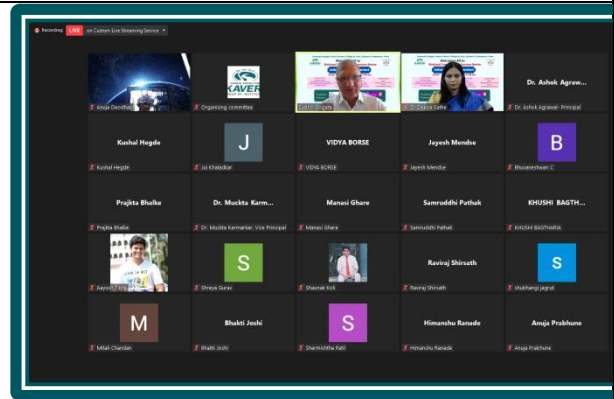 Recording LIVE on Custom Live Streaming Service
Anuja Deodhar
KAVERI
Organising committee
Dr. Ashok Agraw...
Dr. Ashok Agrawal- Principal
Kushal Hegde
Kushal Hegde
J
Jui Khaladkar
VIDYA BORSE
VIDYA BORSE
Jayesh Mendse
Jayesh Mendse
B
Bhuvaneshwari C
Prajkta Bhalke
Prajkta Bhalke
Dr. Muckta Karm...
Dr. Muckta Karmarkar, Vice Principal
Manasi Ghare
Manasi Ghare
Samruddhi Pathak
Samruddhi Pathak
KHUSHI BAGTH...
KHUSHI BAGTHARIA
S
Shreya Gurav
Shaunak Koli
Raviraj Shirsath
Raviraj Shirsath
S
shubhangi jagrut
M
Mitali Chandan
Bhakti Joshi
Bhakti Joshi
S
Sharmishtha Patil
Himanshu Ranade
Himanshu Ranade
Anuja Prabhune
Anuja Prabhune